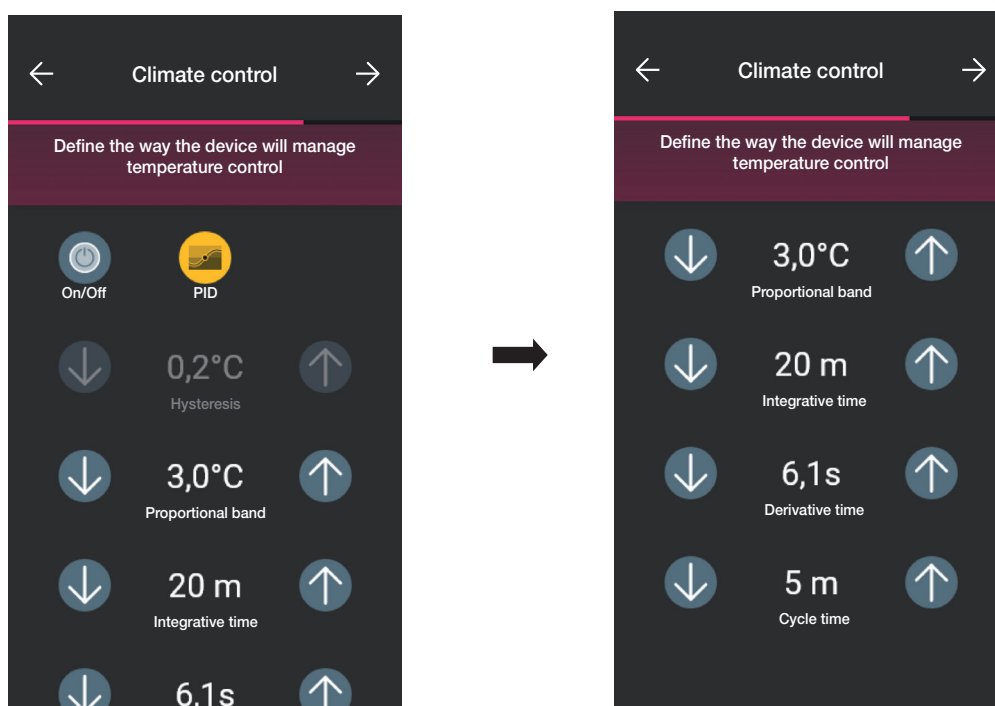 Climate control
Define the way the device will manage
temperature control
On/Off
PID
0,2°C
Hysteresis
3,0°C
Proportional band
20 m
Integrative time
6,1s
Climate control
Define the way the device will manage
temperature control
3,0°C
Proportional band
20 m
Integrative time
6,1s
Derivative time
5 m
Cycle time